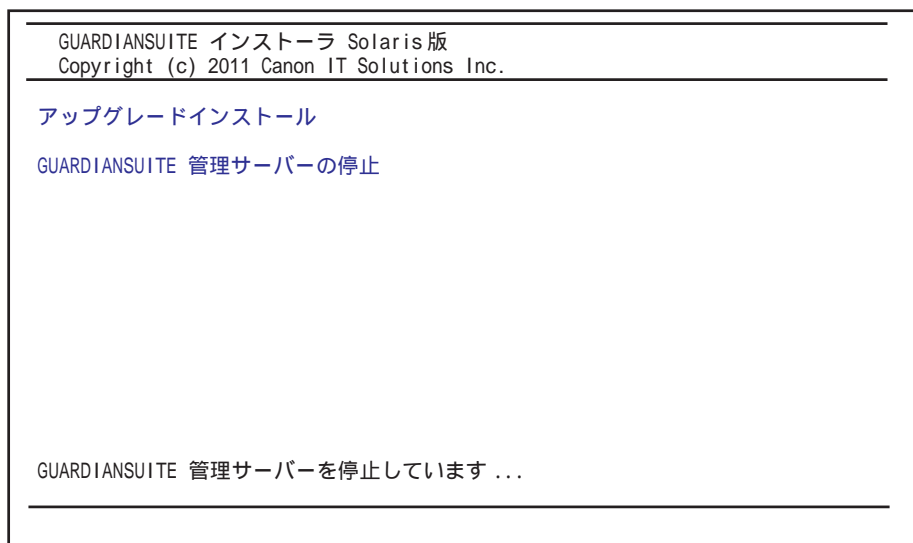 GUARDIANSUITE インストーラ Solaris版
Copyright (c) 2011 Canon IT Solutions Inc.
アップグレードインストール
GUARDIANSUITE 管理サーバーの停止
GUARDIANSUITE 管理サーバーを停止しています ...